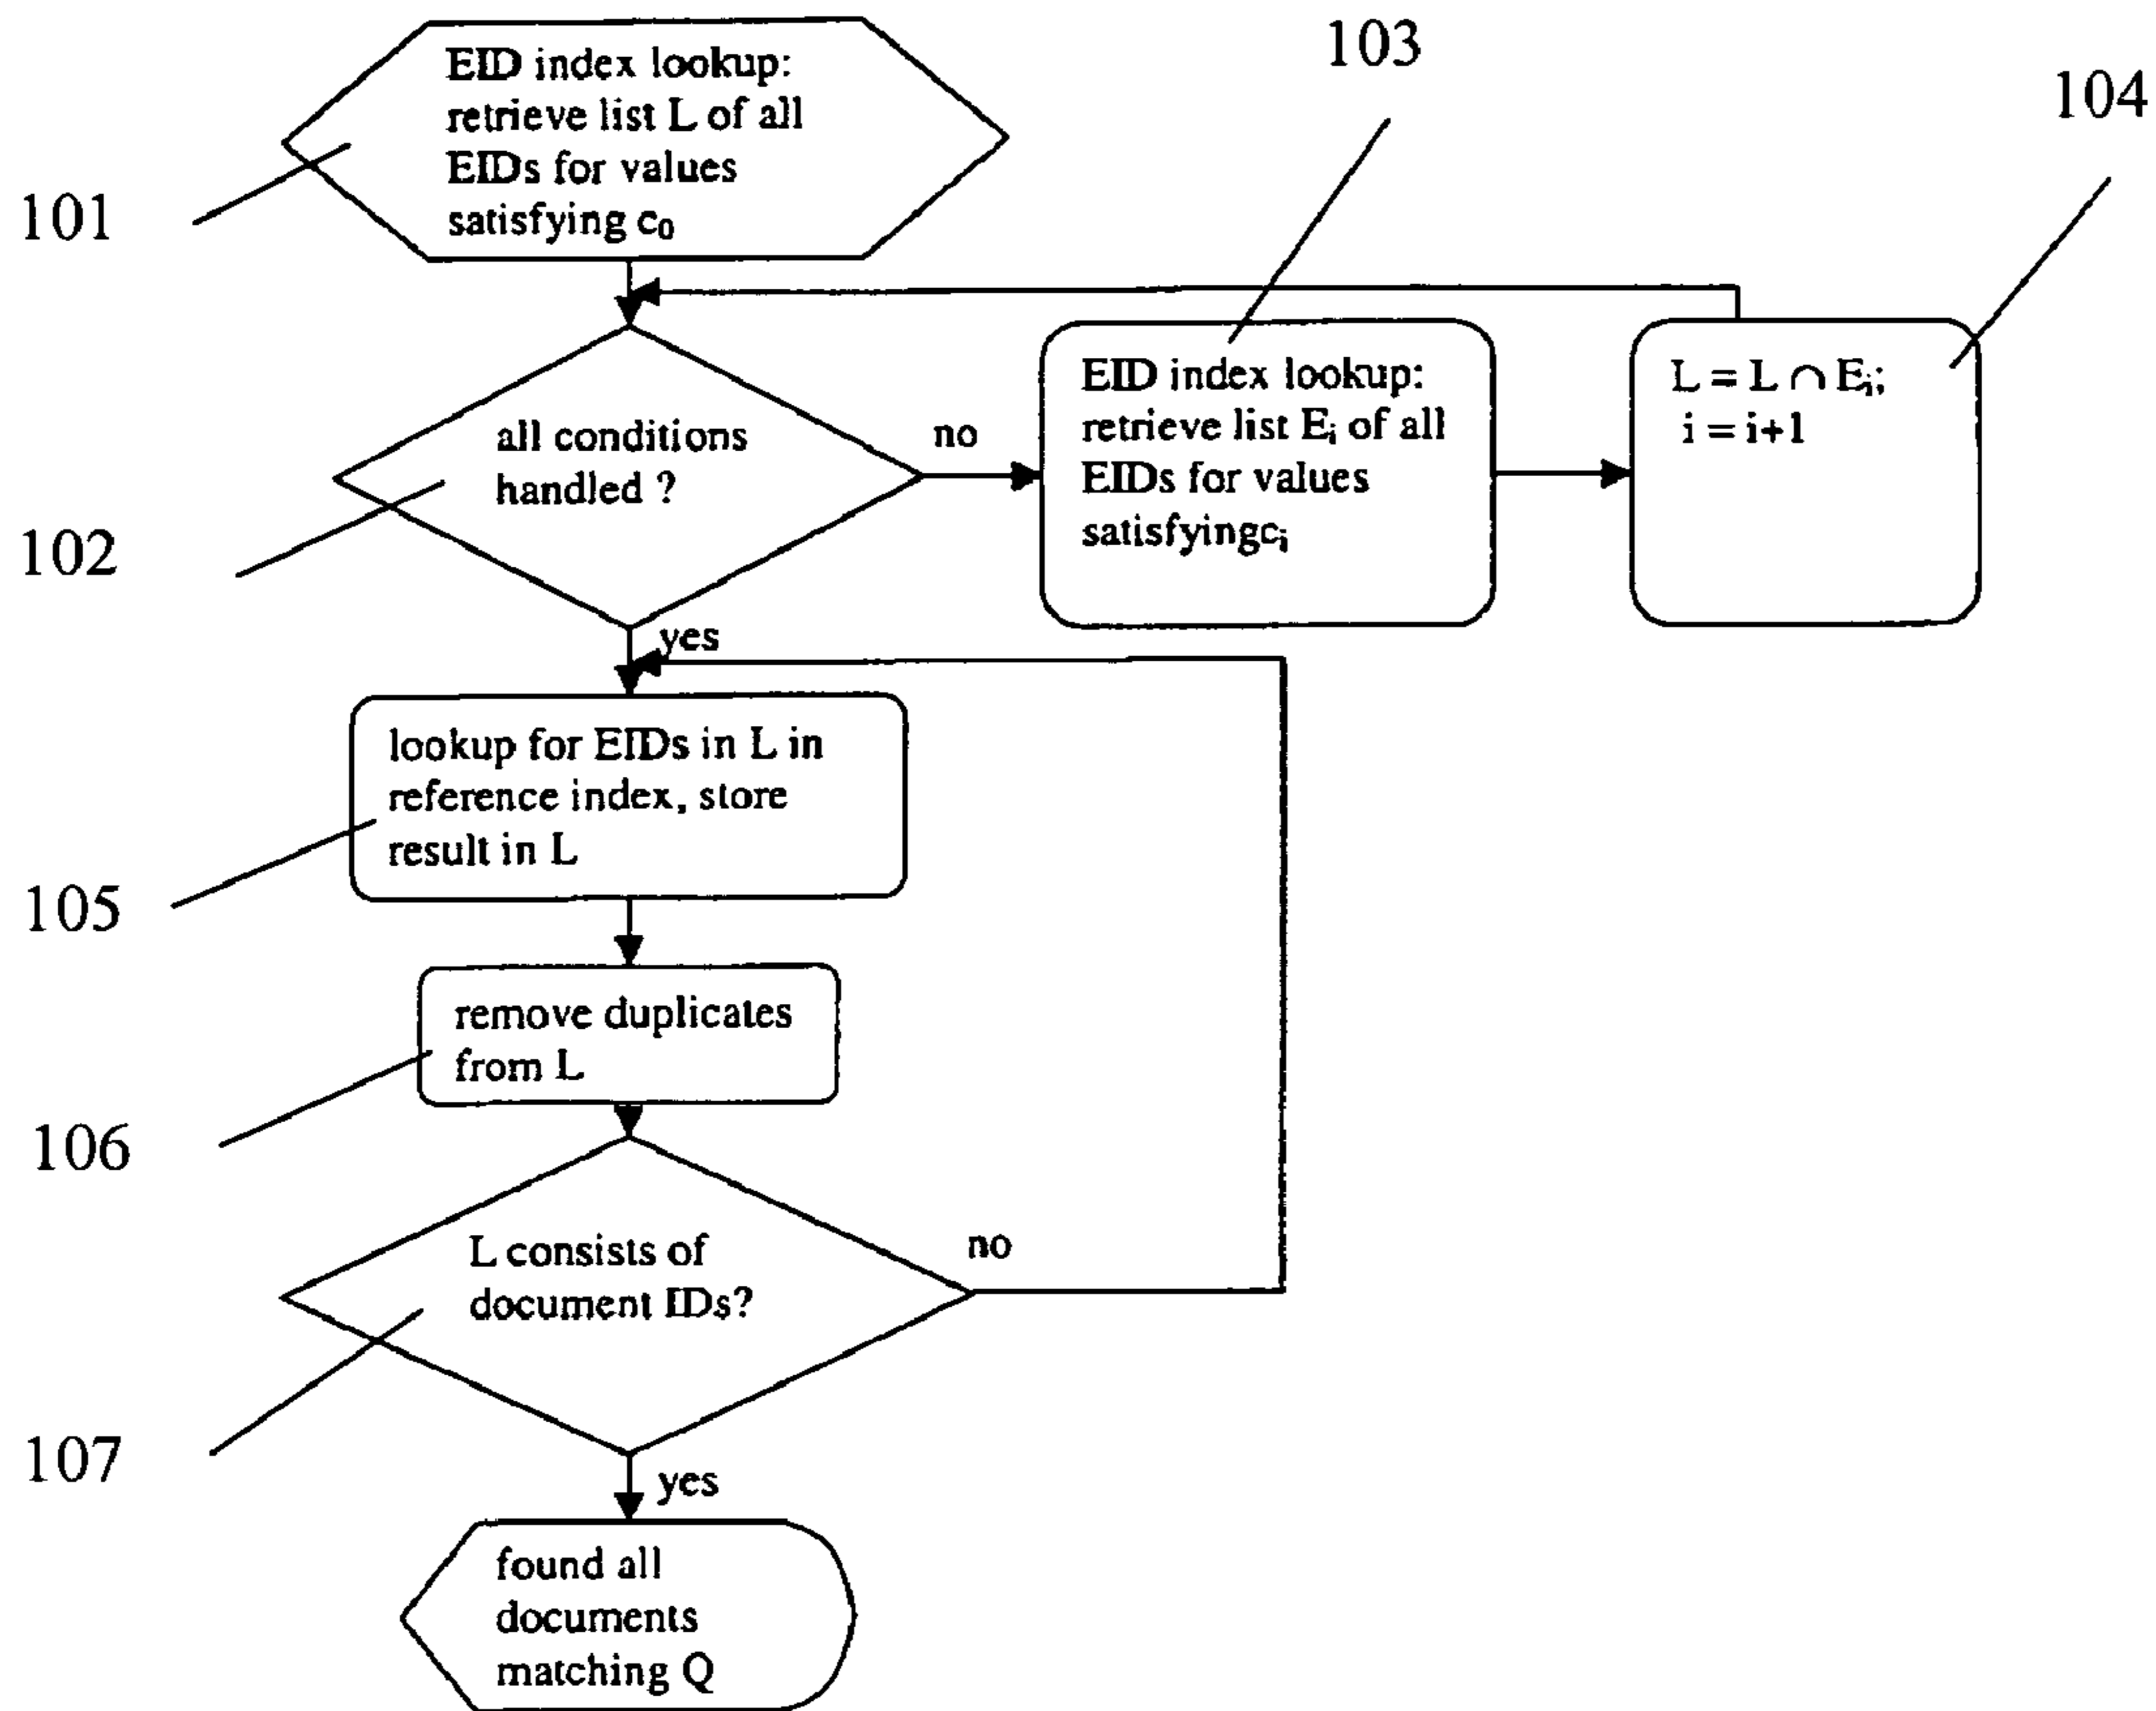 103
104
EID index lookup:
retrieve list L of all
EIDs for values
satisfying c₀
101
all conditions
handled ?
no
102
EID index lookup:
retrieve list Eᵢ of all
EIDs for values
satisfyingcᵢ
L = L ∩ Eᵢ;
i = i+1
yes
lookup for EIDs in L in
reference index, store
result in L
105
remove duplicates
from L
106
L consists of
document IDs?
no
107
yes
found all
documents
matching Q